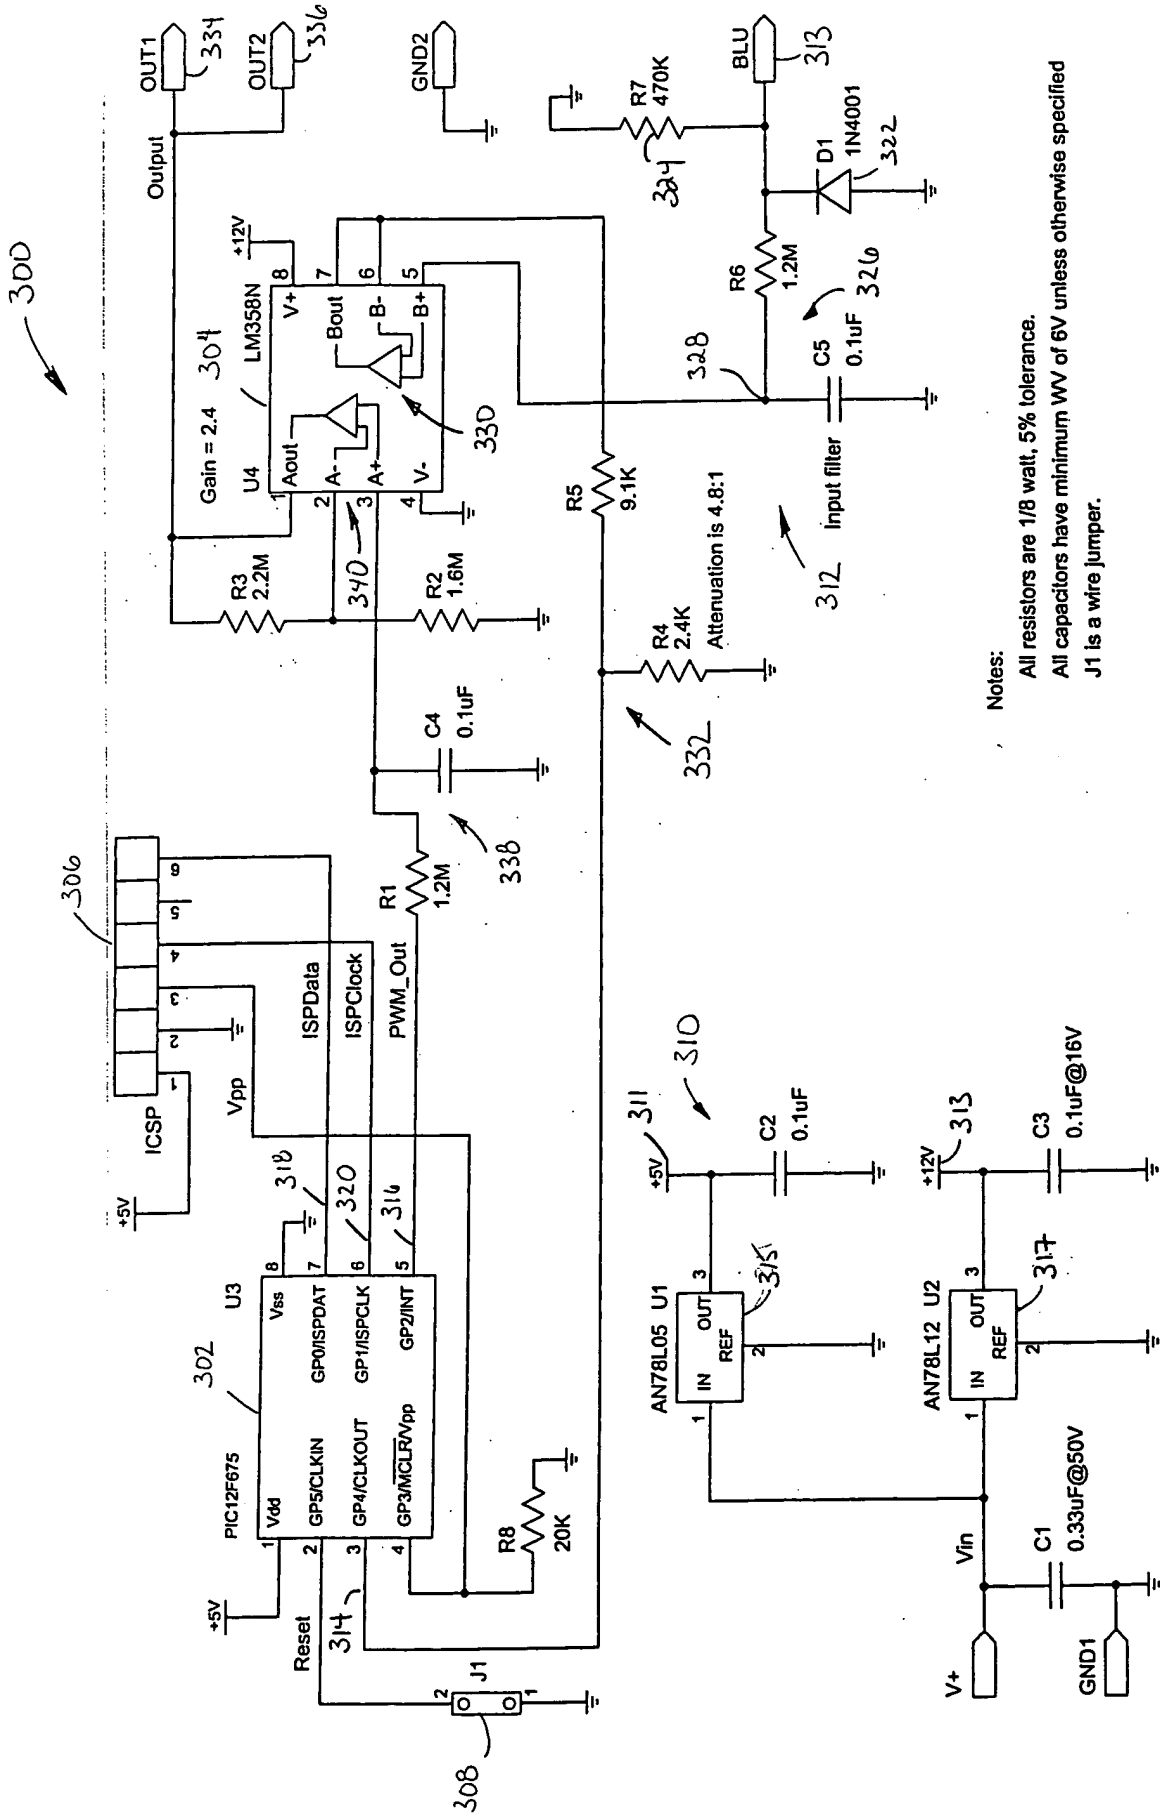 300
306
ICSP
+5V
1
2
3
4
5
6
Vpp
ISPData
ISPClock
PWM_Out
318
320
316
302
PIC12F675
U3
1
Vdd
Vss
8
2
GP5/CLKIN
GP0/ISPDAT
7
3
GP4/CLKOUT
GP1/ISPCLK
6
4
GP3/MCLR/Vpp
GP2/INT
5
+5V
Reset
314
J1
2
1
308
R8
20K
R1
1.2M
338
C4
0.1uF
R3
2.2M
R2
1.6M
340
Gain = 2.4
304
U4
LM358N
1
Aout
V+
8
2
A-
Bout
7
3
A+
B-
6
4
V-
B+
5
330
+12V
Output
OUT1
334
OUT2
336
GND2
R5
9.1K
R4
2.4K
Attenuation is 4.8:1
332
312
Input filter
328
C5
0.1uF
326
R6
1.2M
R7
470K
324
D1
1N4001
322
BLU
313
310
311
+5V
AN78L05
U1
1
IN
OUT
3
REF
2
315
C2
0.1uF
+12V
313
AN78L12
U2
1
IN
OUT
3
REF
2
317
C3
0.1uF@16V
Vin
V+
GND1
C1
0.33uF@50V
Notes:
All resistors are 1/8 watt, 5% tolerance.
All capacitors have minimum WV of 6V unless otherwise specified
J1 is a wire jumper.